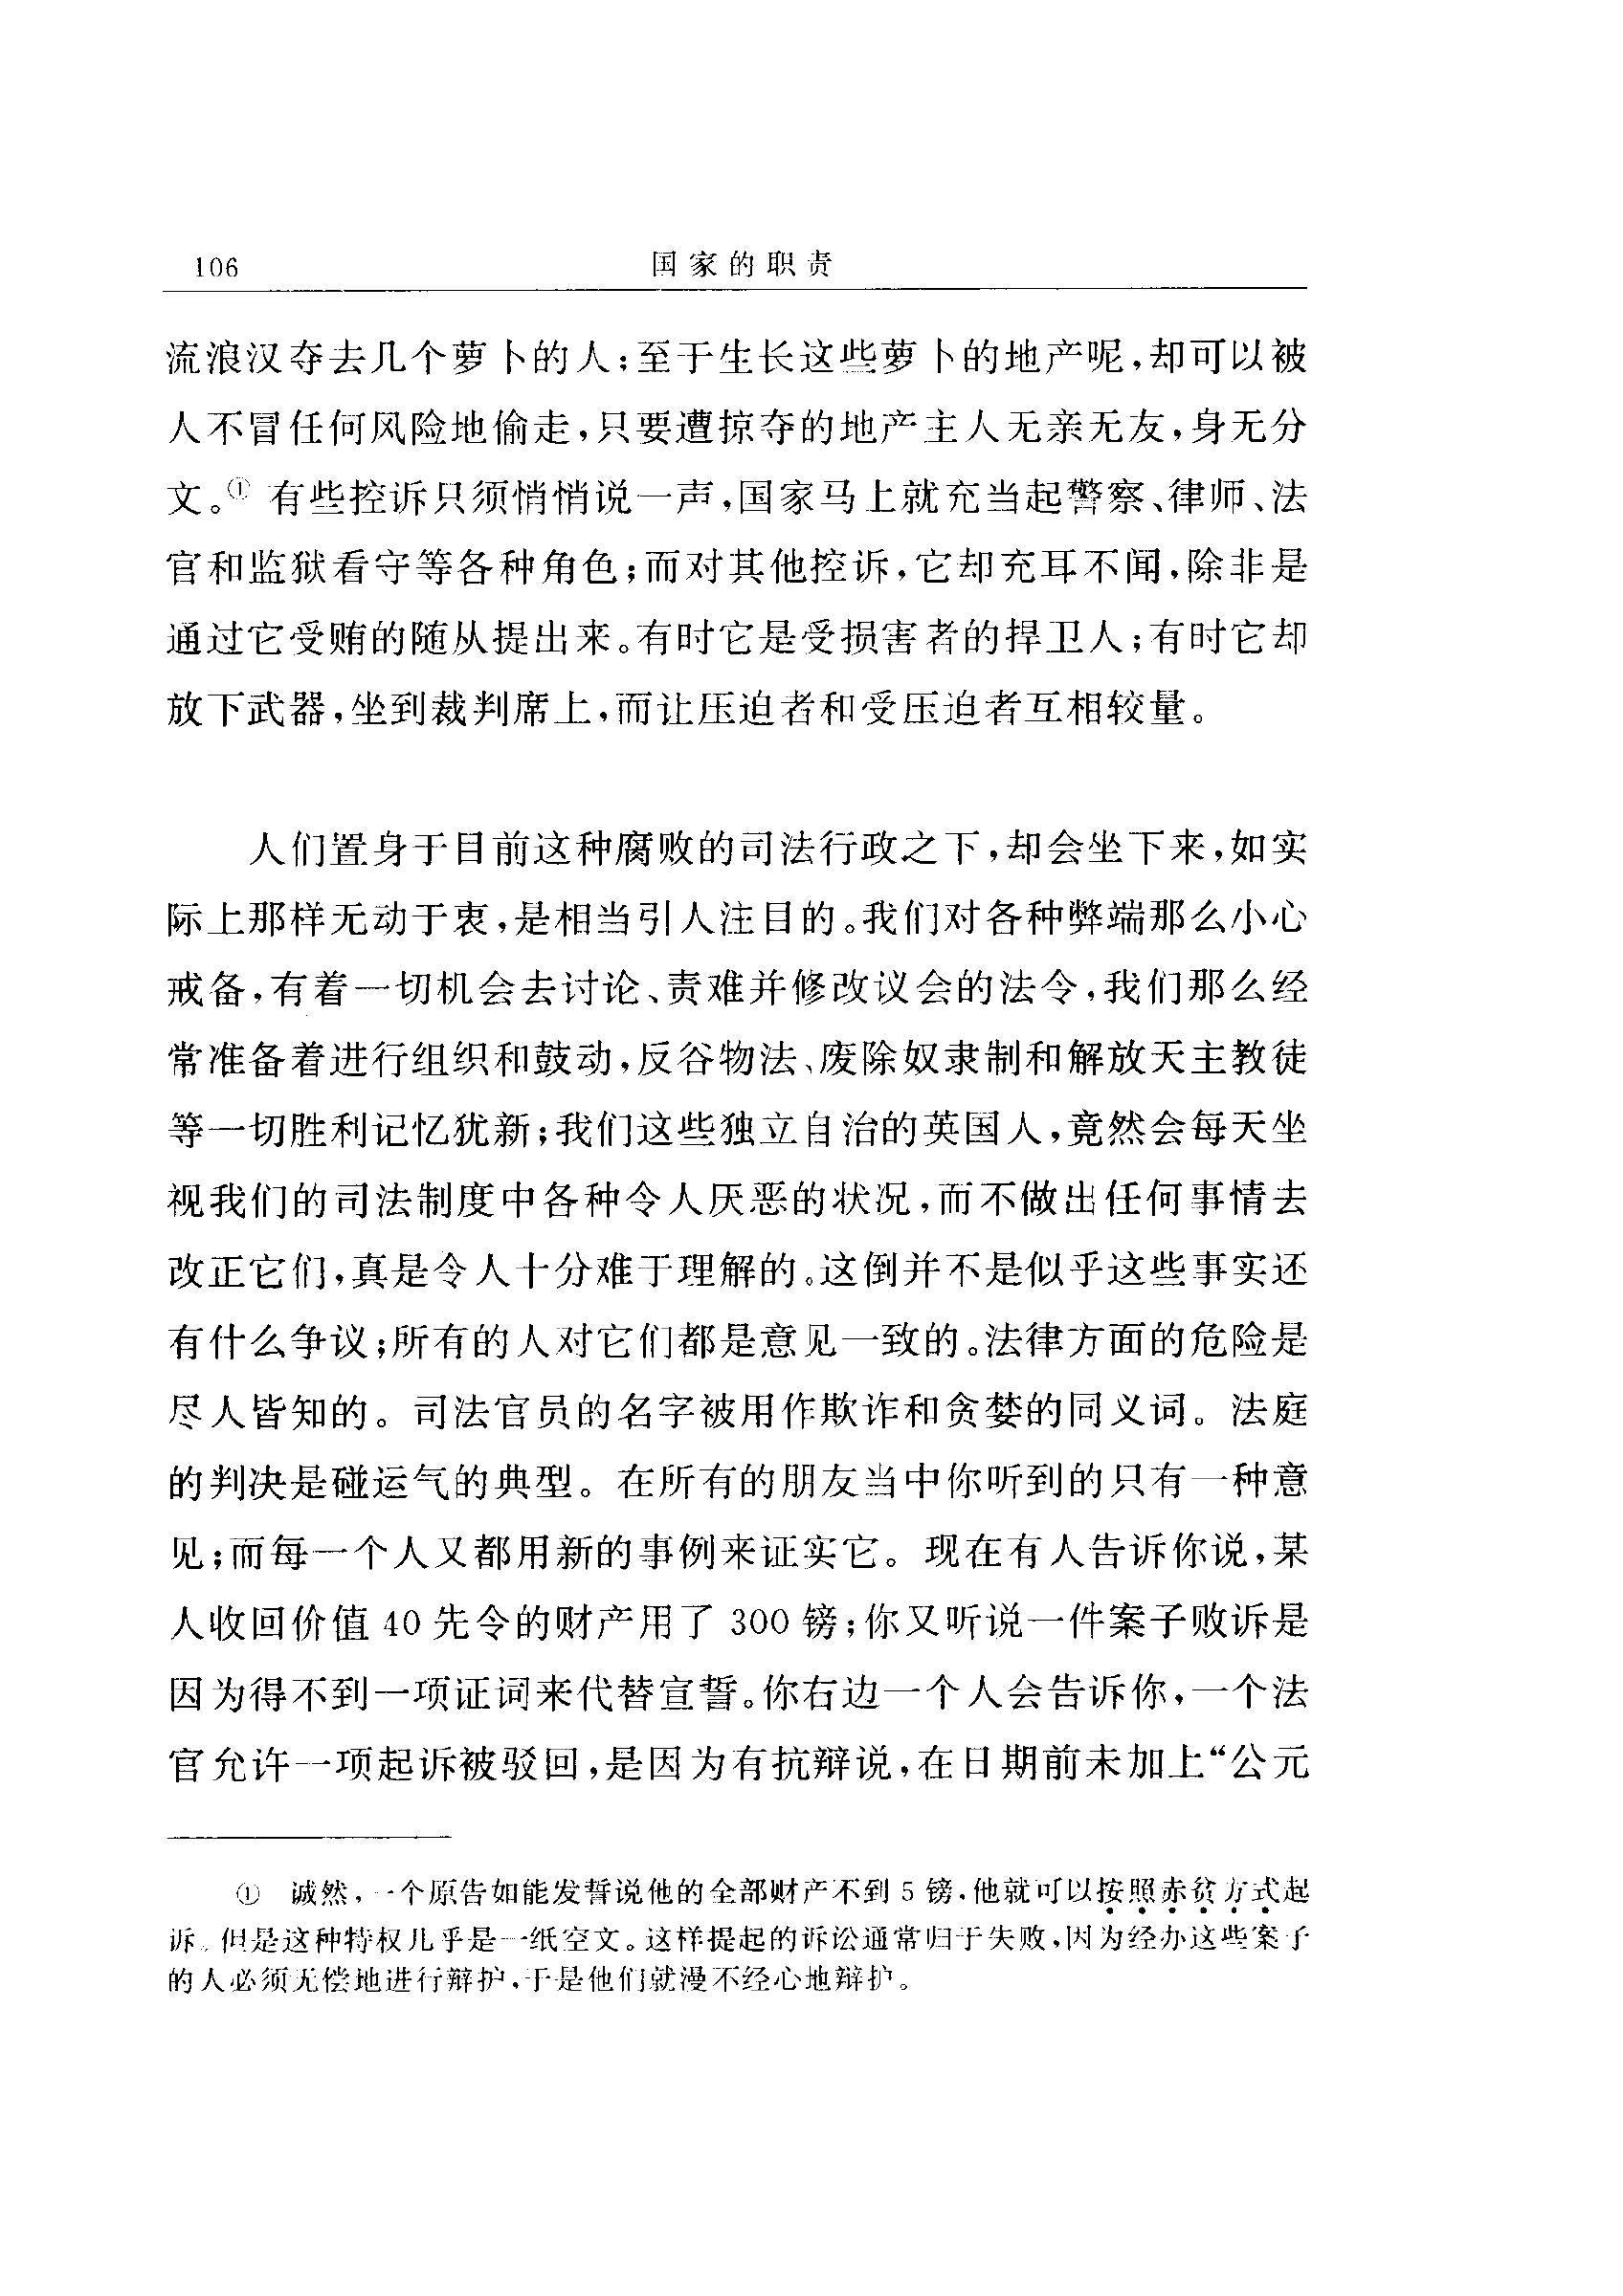 106 国家的职责
流浪汉夺去几个萝卜的人；至于生长这些萝卜的地产呢，却可以被
人不冒任何风险地偷走，只要遭掠夺的地产主人无亲无友，身无分
文。① 有些控诉只须悄悄说一声，国家马上就充当起警察、律师、法
官和监狱看守等各种角色；而对其他控诉，它却充耳不闻，除非是
通过它受贿的随从提出来。有时它是受损害者的捍卫人；有时它却
放下武器，坐到裁判席上，而让压迫者和受压迫者互相较量。
人们置身于目前这种腐败的司法行政之下，却会坐下来，如实
际上那样无动于衷，是相当引人注目的。我们对各种弊端那么小心
戒备，有着一切机会去讨论、责难并修改议会的法令，我们那么经
常准备着进行组织和鼓动，反谷物法、废除奴隶制和解放天主教徒
等一切胜利记忆犹新；我们这些独立自治的英国人，竟然会每天坐
视我们的司法制度中各种令人厌恶的状况，而不做出任何事情去
改正它们，真是令人十分难于理解的。这倒并不是似乎这些事实还
有什么争议；所有的人对它们都是意见一致的。法律方面的危险是
尽人皆知的。司法官员的名字被用作欺诈和贪婪的同义词。法庭
的判决是碰运气的典型。在所有的朋友当中你听到的只有一种意
见；而每一个人又都用新的事例来证实它。现在有人告诉你说，某
人收回价值 40 先令的财产用了 300 镑；你又听说一件案子败诉是
因为得不到一项证词来代替宣誓。你右边一个人会告诉你，一个法
官允许一项起诉被驳回，是因为有抗辩说，在日期前未加上“公元
① 诚然，一个原告如能发誓说他的全部财产不到 5 镑，他就可以按照赤贫方式起
诉。但是这种特权几乎是一纸空文。这样提起的诉讼通常归于失败，因为经办这些案子
的人必须无偿地进行辩护，于是他们就漫不经心地辩护。